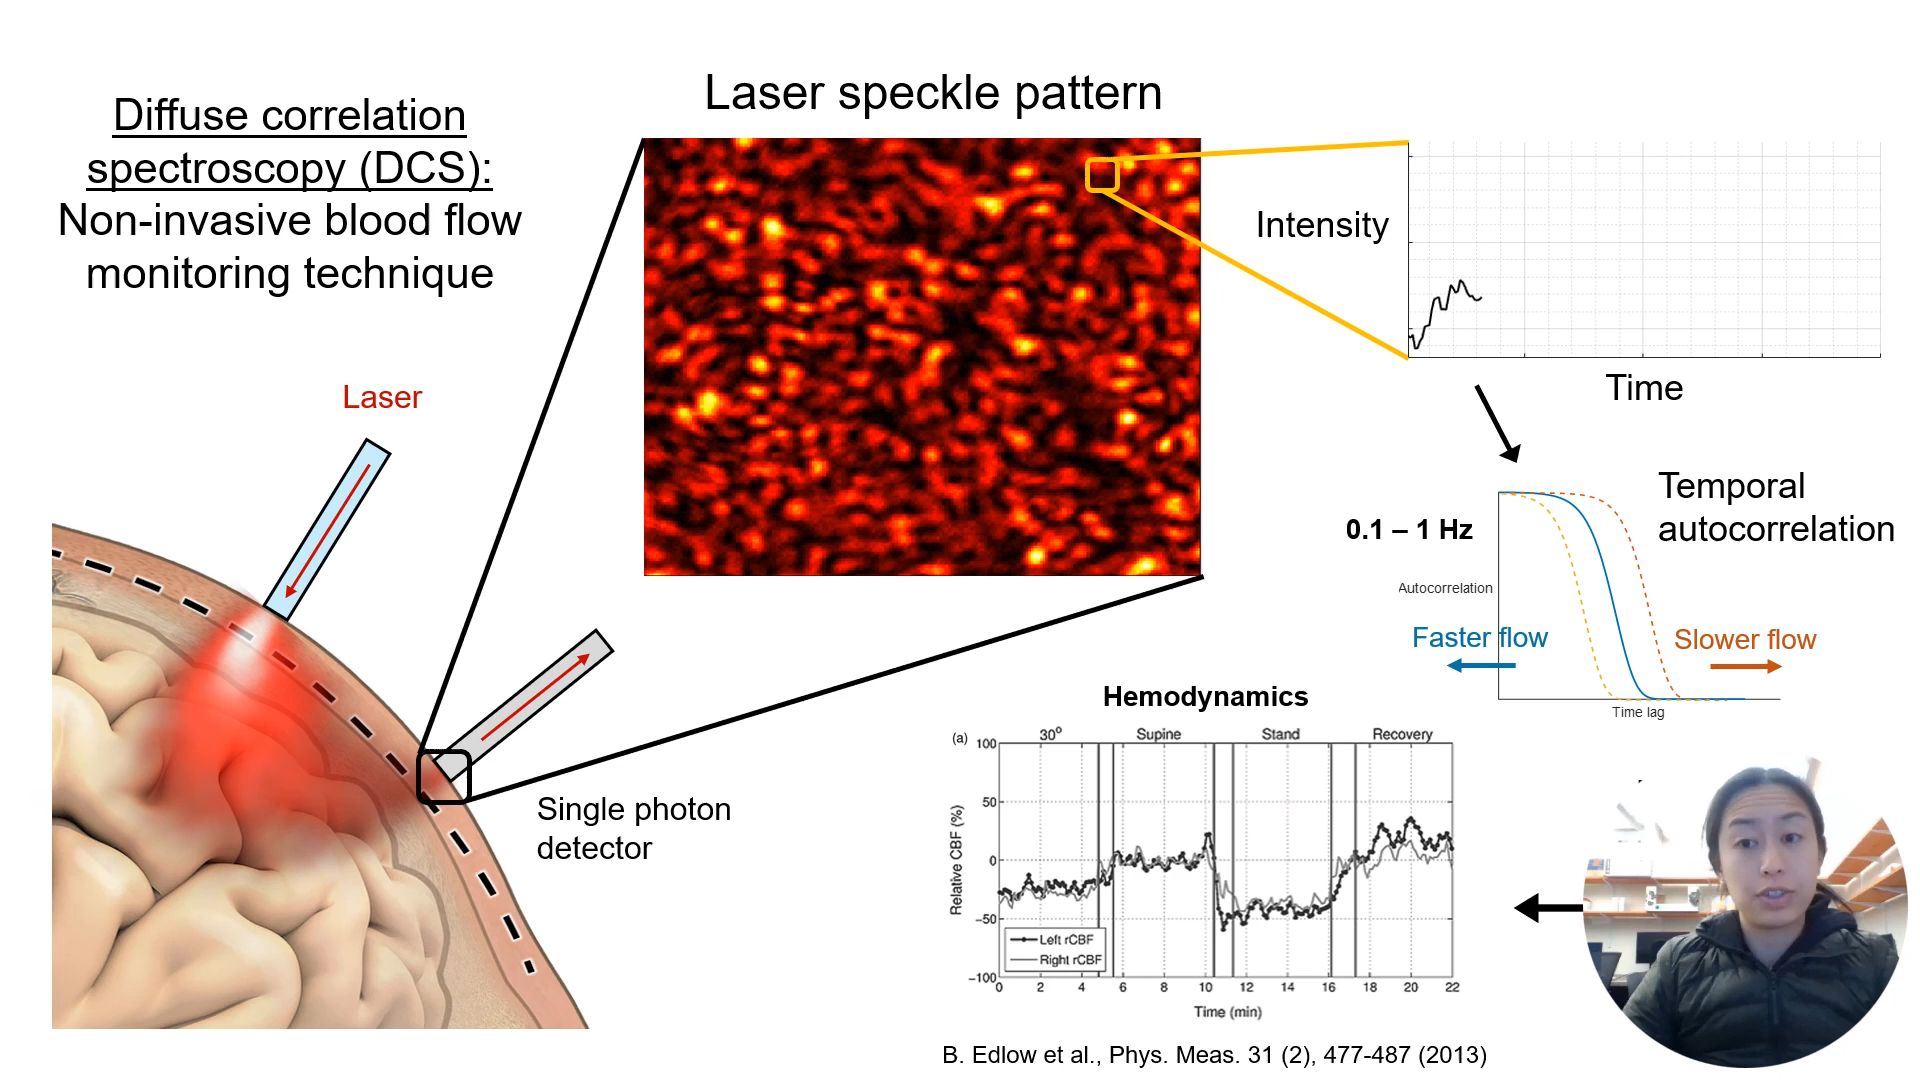 Diffuse correlation
spectroscopy (DCS):
Non-invasive blood flow
monitoring technique
Laser
Single photon
detector
Laser speckle pattern
Intensity
Time
Temporal
autocorrelation
0.1 – 1 Hz
Autocorrelation
Faster flow
Slower flow
Time lag
Hemodynamics
(a)
30º Supine Stand Recovery
100
50
0
−50
−100
Relative CBF (%)
Left rCBF
Right rCBF
0 2 4 6 8 10 12 14 16 18 20 22
Time (min)
B. Edlow et al., Phys. Meas. 31 (2), 477-487 (2013)